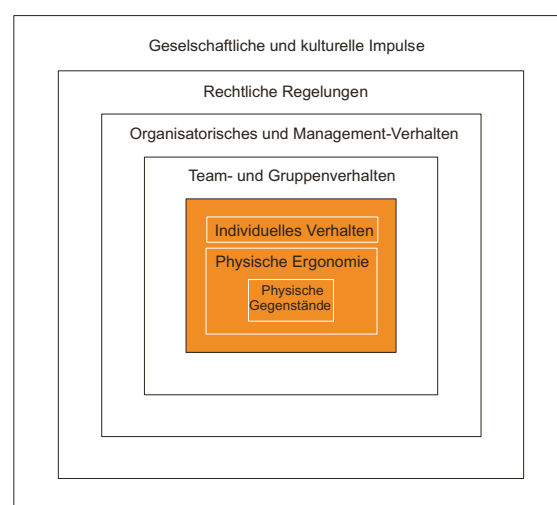 Geselschaftliche und kulturelle Impulse
Rechtliche Regelungen
Organisatorisches und Management-Verhalten
Team- und Gruppenverhalten
Individuelles Verhalten
Physische Ergonomie
Physische
Gegenstände